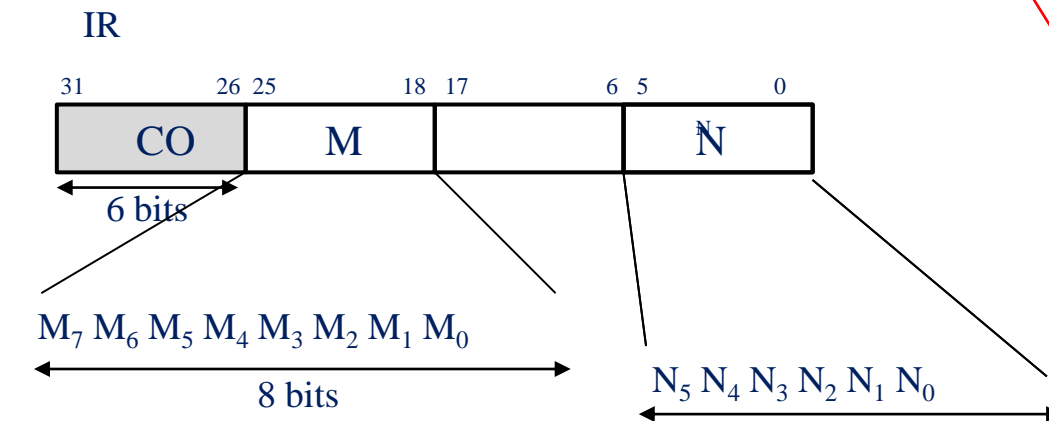 IR
31 26 25 18 17 6 5 0
CO M N N
6 bits
M₇ M₆ M₅ M₄ M₃ M₂ M₁ M₀
8 bits
N₅ N₄ N₃ N₂ N₁ N₀